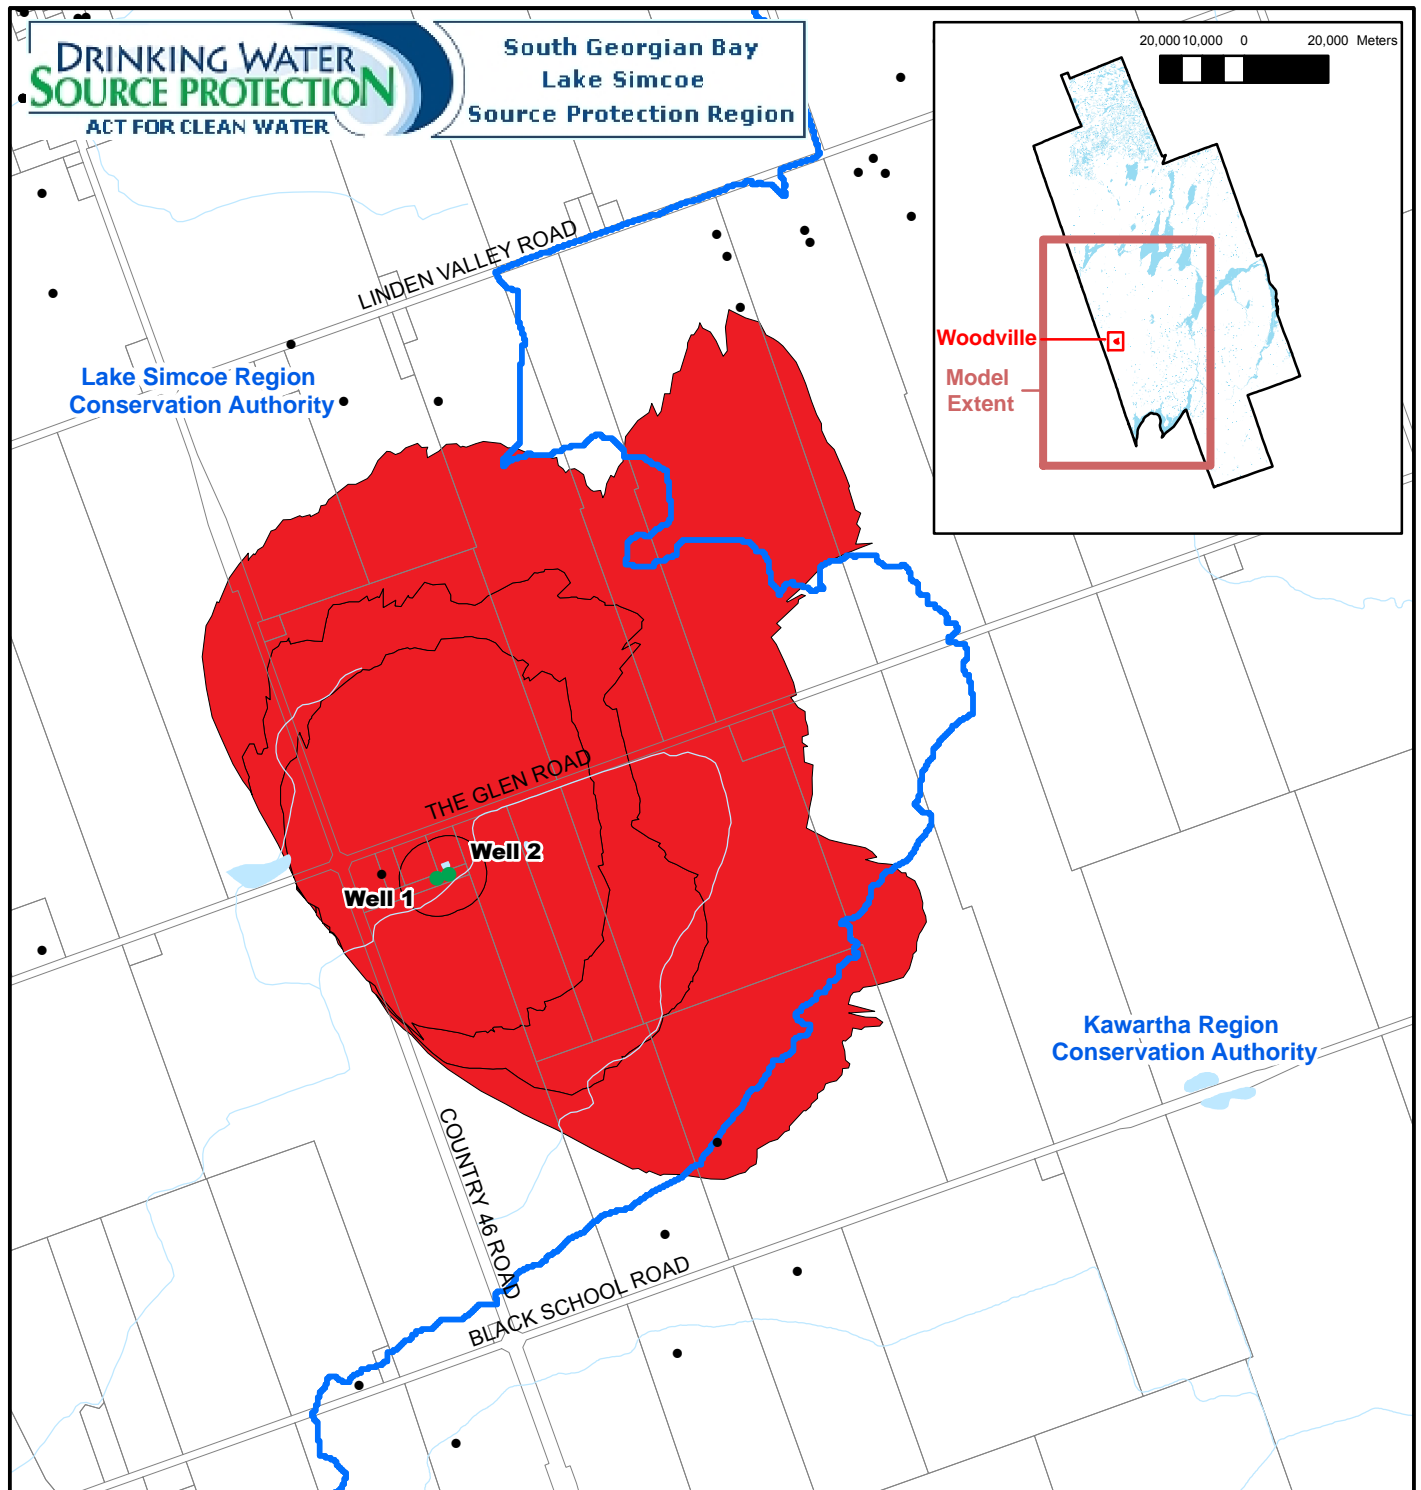 DRINKING WATER
SOURCE PROTECTION
ACT FOR CLEAN WATER
South Georgian Bay
Lake Simcoe
Source Protection Region
20,000 10,000 0 20,000 Meters
Woodville
Model
Extent
LINDEN VALLEY ROAD
Lake Simcoe Region
Conservation Authority
THE GLEN ROAD
Well 2
Well 1
Kawartha Region
Conservation Authority
COUNTRY 46 ROAD
BLACK SCHOOL ROAD